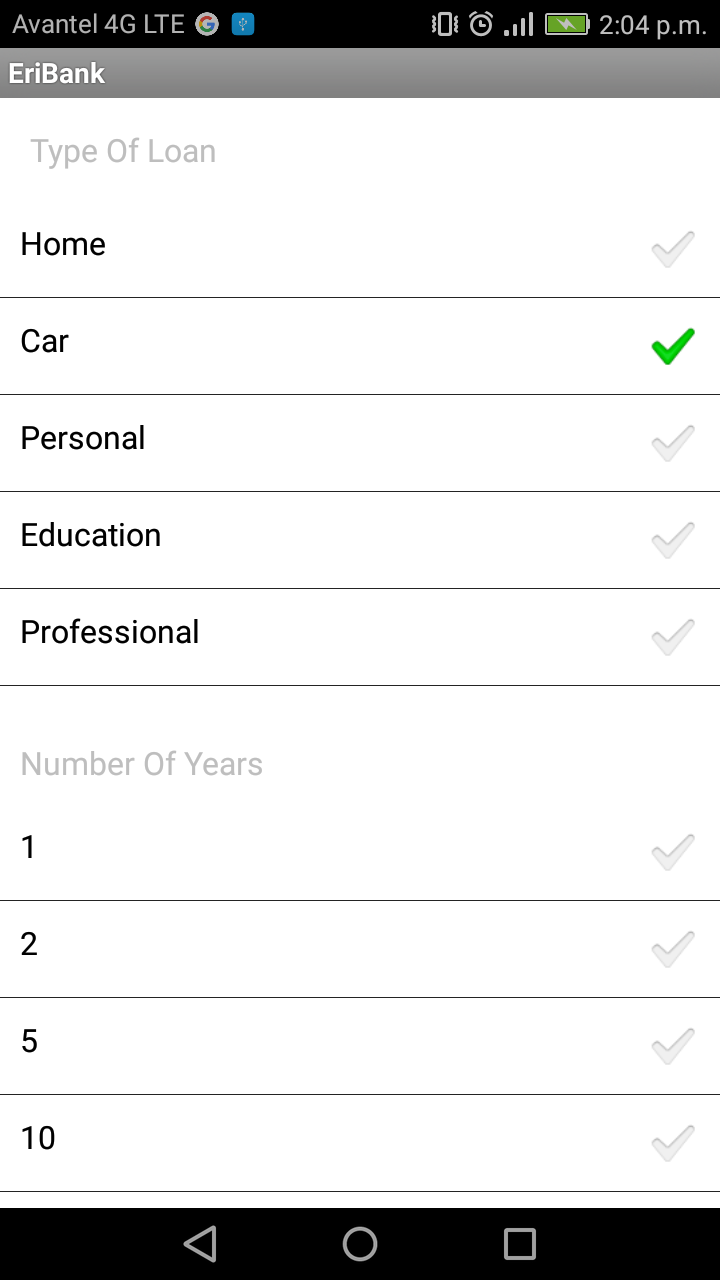 Avantel 4G LTE 2:04 p.m.
EriBank
Type Of Loan
Home
Car
Personal
Education
Professional
Number Of Years
1
2
5
10